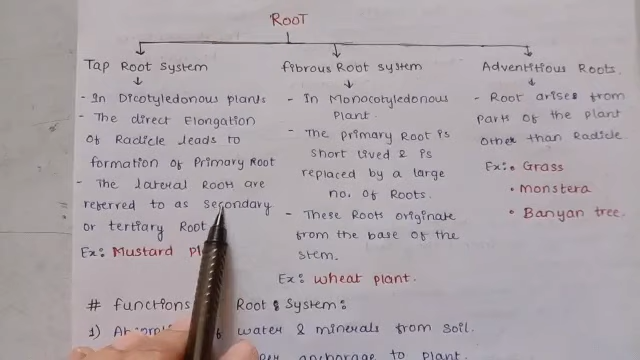 ROOT
Tap Root System
- In Dicotyledonous plants
- The direct Elongation
of Radicle leads to
formation of Primary Root
- The lateral Roots are
referred to as Secondary
or tertiary Root
Ex: Mustard
fibrous Root system
- In Monocotyledonous
Plant.
- The primary Root is
short lived & is
replaced by a large
no. of Roots.
- These Roots originate
from the base of the
stem.
Ex: wheat plant.
Adventitious Roots.
- Root arises from
parts of the plant
other than Radicle.
Ex: • Grass
• monstera
• Banyan tree.
# functions Root System:
1) of water & minerals from soil.
anchorage to plant.